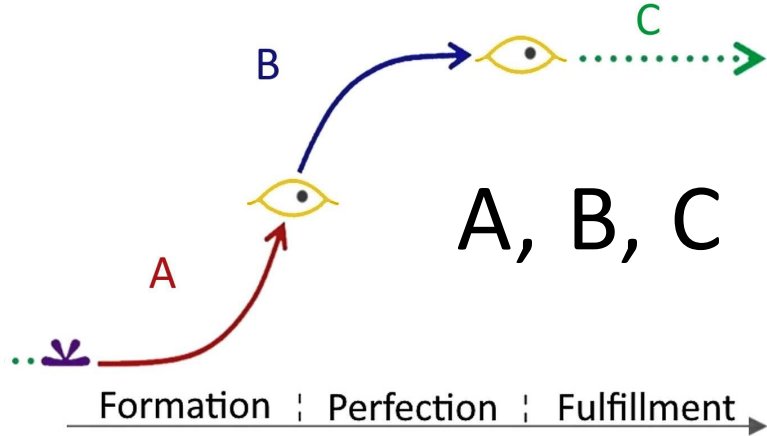 C
B
A, B, C
A
Formation ¦ Perfection ¦ Fulfillment